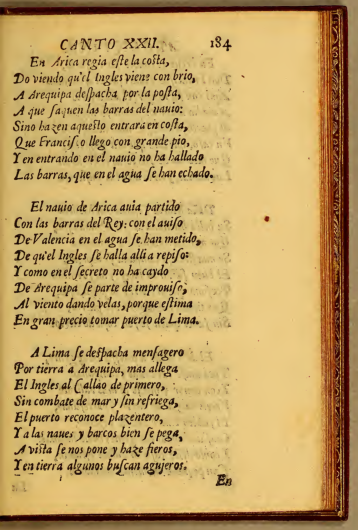 CANTO XXII. 184
En Arica regia eſte la coſta,
Do viendo qu'el Ingles viene con brio,
A Arequipa deſpacha por la poſta,
A que ſaquen las barras del nauio:
Sino hazen aqueſto entrara en coſta,
Que Franciſco llego con grande pio,
Y en entrando en el nauio no ha hallado
Las barras, que en el agua ſe han echado.
El nauio de Arica auia partido
Con las barras del Rey: con el auiſo
De Valencia en el agua ſe han metido,
De qu'el Ingles ſe halla alli a repiſo:
Y como en el ſecreto no ha caydo
De Arequipa ſe parte de improuiſo,
Al viento dando velas, porque eſtima
En gran precio tomar puerto de Lima.
A Lima ſe deſpacha menſagero
Por tierra a Arequipa, mas allega
El Ingles al Callao de primero,
Sin combate de mar y ſin refriega,
El puerto reconoce plazentero,
Y a las naues y barcos bien ſe pega,
A viſta ſe nos pone y haze fieros,
Y en tierra algunos buſcan agujeros.
En